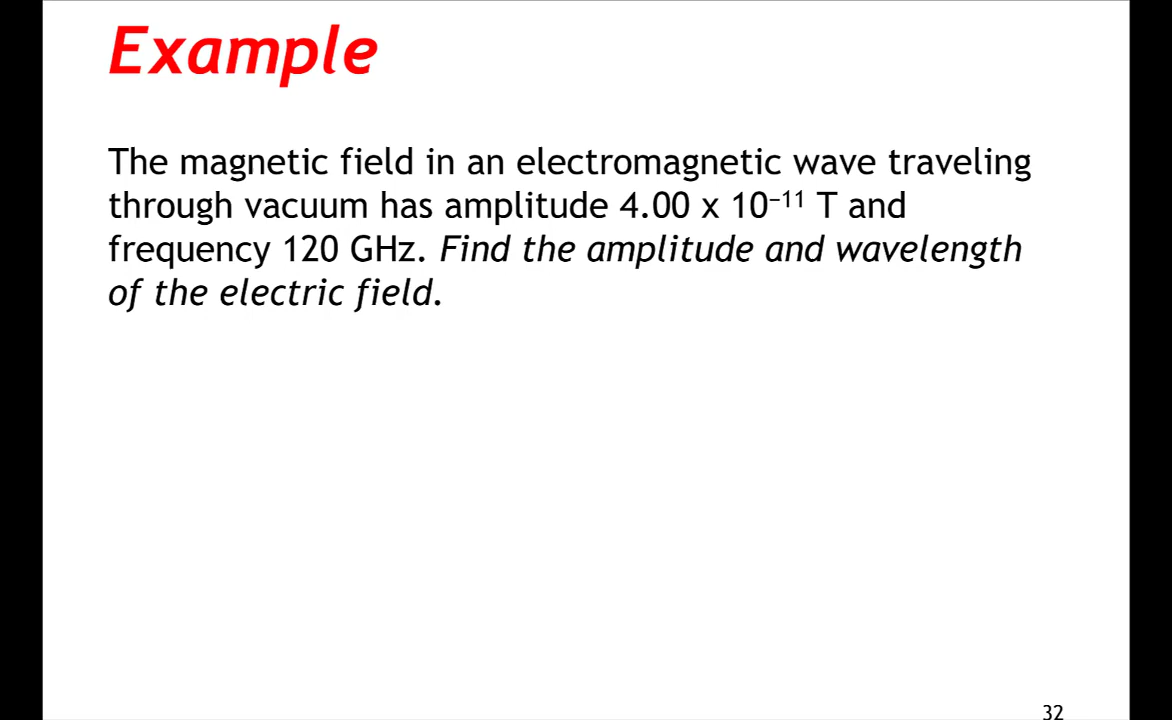 Example
The magnetic field in an electromagnetic wave traveling
through vacuum has amplitude 4.00 x 10⁻¹¹ T and
frequency 120 GHz. Find the amplitude and wavelength
of the electric field.
32